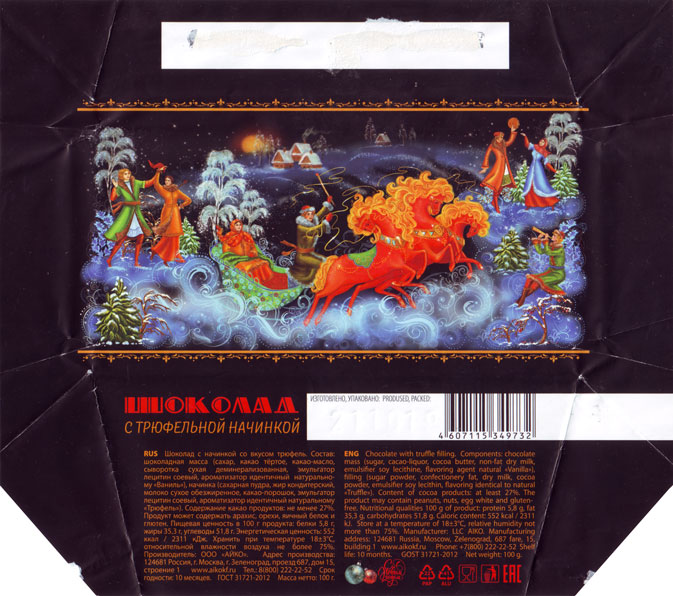 ШОКОЛАД
С ТРЮФЕЛЬНОЙ НАЧИНКОЙ
ИЗГОТОВЛЕНО, УПАКОВАНО: PRODUSED, PACKED:
4607115349732
RUS Шоколад с начинкой со вкусом трюфель. Состав:
шоколадная масса (сахар, какао тёртое, какао-масло,
сыворотка сухая деминерализованная, эмульгатор
лецитин соевый, ароматизатор идентичный натурально-
му «Ваниль»), начинка (сахарная пудра, жир кондитерский,
молоко сухое обезжиренное, какао-порошок, эмульгатор
лецитин соевый, ароматизатор идентичный натуральному
«Трюфель»). Содержание какао продуктов: не менее 27%.
Продукт может содержать арахис, орехи, яичный белок и
глютен. Пищевая ценность в 100 г продукта: белки 5,8 г,
жиры 35,3 г, углеводы 51,8 г. Энергетическая ценность: 552
ккал / 2311 кДж. Хранить при температуре 18±3°С,
относительной влажности воздуха не более 75%.
Производитель: ООО «АЙКО». Адрес производства:
124681 Россия, г. Москва, г. Зеленоград, проезд 687, дом 15,
строение 1 www.aikokf.ru Тел.: 8(800) 222-22-52 Срок
годности: 10 месяцев. ГОСТ 31721-2012 Масса нетто: 100 г.
ENG Chocolate with truffle filling. Components: chocolate
mass (sugar, cacao-liquor, cocoa butter, non-fat dry milk,
emulsifier soy lecithine, flavoring agent natural «Vanilla»),
filling (sugar powder, confectionery fat, dry milk, cocoa
powder, emulsifier soy lecithin, flavoring identical to natural
«Truffle»). Content of cocoa products: at least 27%. The
product may contain peanuts, nuts, egg white and gluten-
free. Nutritional qualities 100 g of product: protein 5,8 g, fat
35,3 g, carbohydrates 51,8 g. Caloric content: 552 kcal / 2311
kJ. Store at a temperature of 18±3°C, relative humidity not
more than 75%. Manufacturer: LLC AIKO. Manufacturing
address: 124681 Russia, Moscow, Zelenograd, 687 fare, 15,
building 1 www.aikokf.ru Phone: +7(800) 222-22-52 Shelf
life: 10 months. GOST 31721-2012 Net weight: 100 g.
PAP ALU EAC